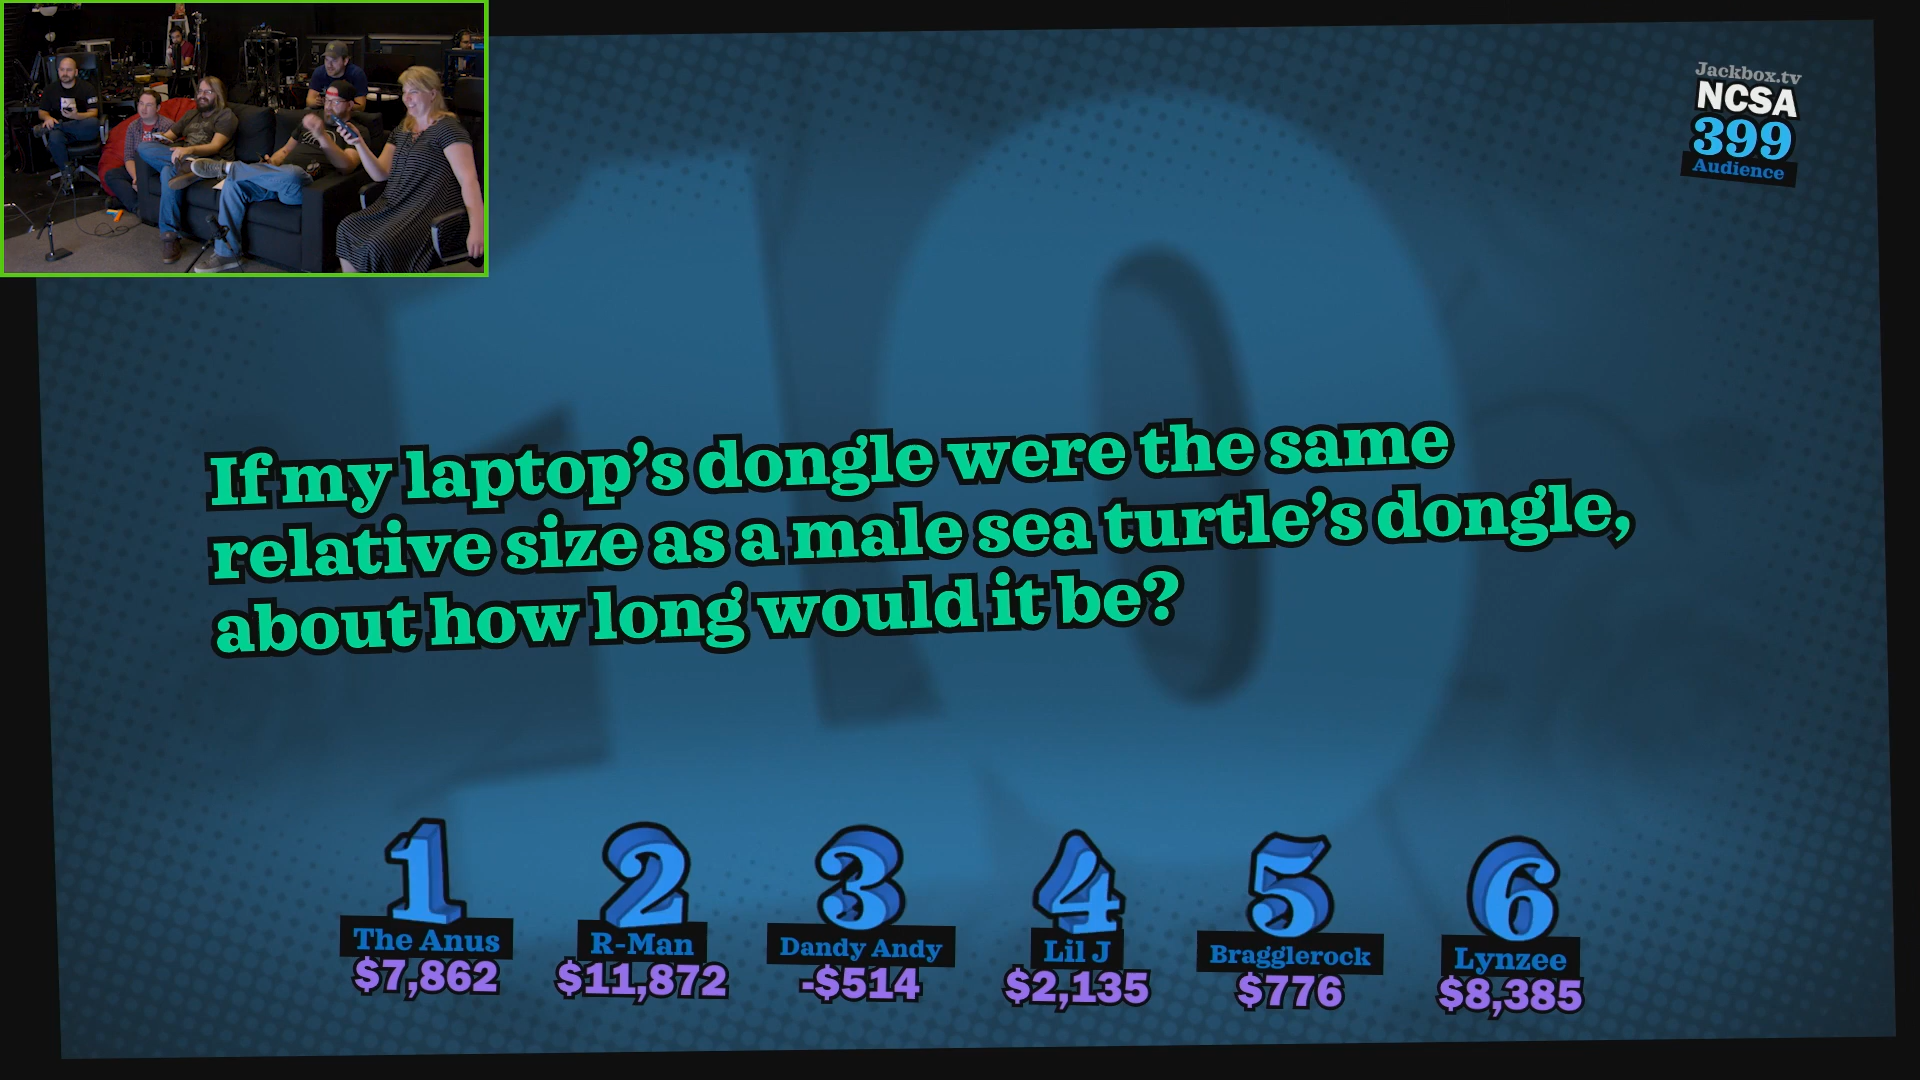 Jackbox.tv
NCSA
399
Audience
If my laptop’s dongle were the same
relative size as a male sea turtle’s dongle,
about how long would it be?
1
The Anus
$7,862
2
R-Man
$11,872
3
Dandy Andy
-$514
4
Lil J
$2,135
5
Bragglerock
$776
6
Lynzee
$8,385
10